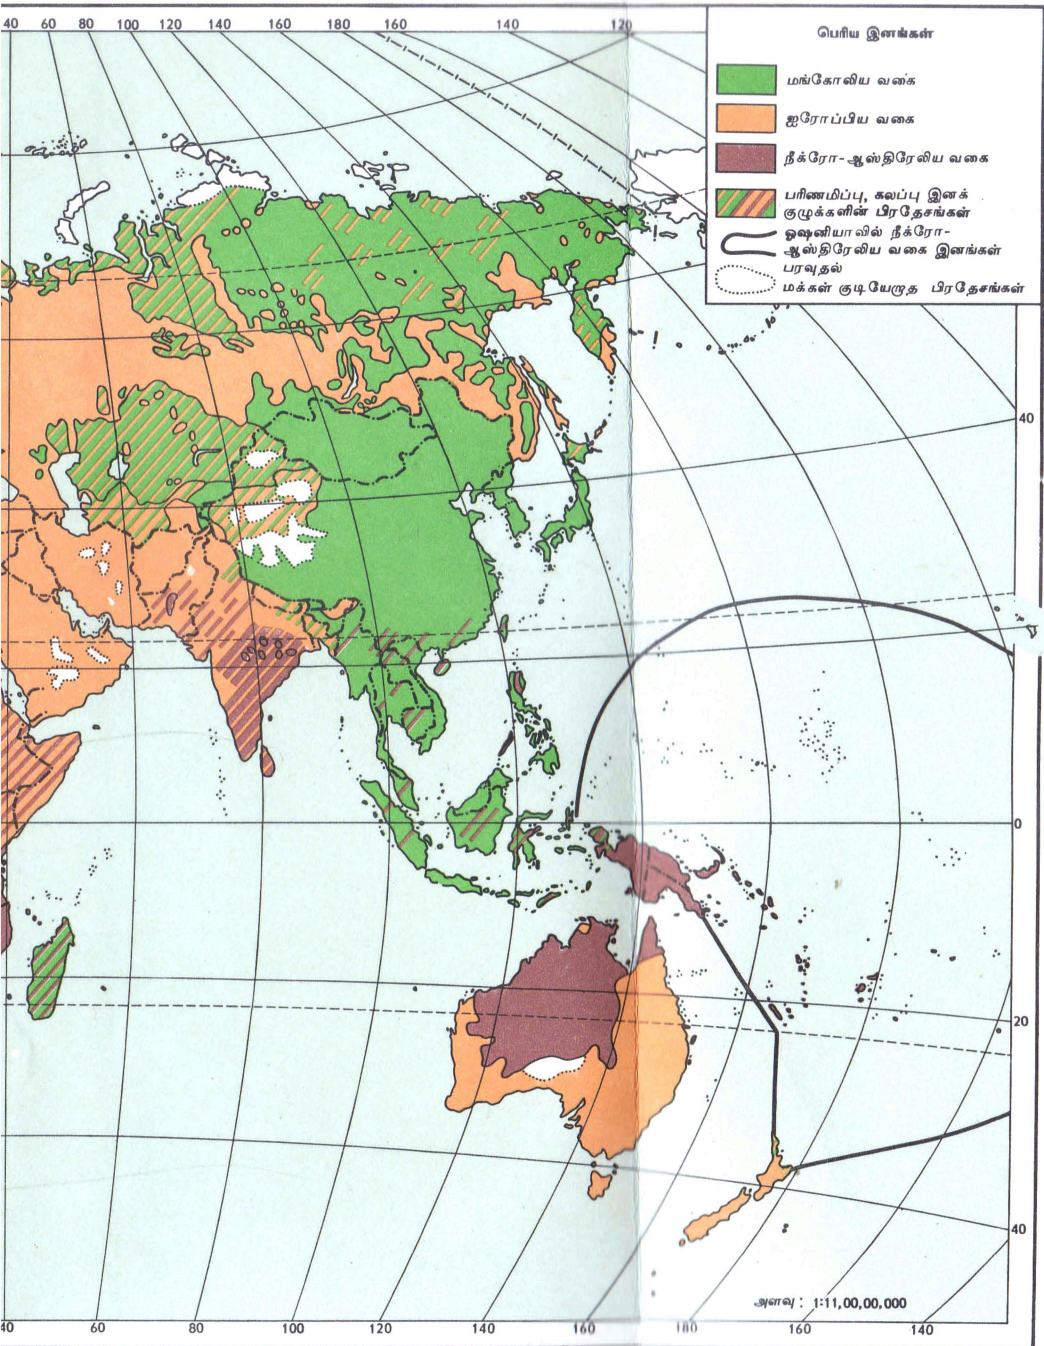 40 60 80 100 120 140 160 180 160 140 120
பெரிய இனங்கள்
மங்கோலிய வகை
ஐரோப்பிய வகை
நீக்ரோ-ஆஸ்திரேலிய வகை
பரிணமிப்பு, கலப்பு இனக்
குழுக்களின் பிரதேசங்கள்
ஓஷனியாவில் நீக்ரோ-
ஆஸ்திரேலிய வகை இனங்கள்
பரவுதல்
மக்கள் குடியேறாத பிரதேசங்கள்
40
0
20
40
அளவு : 1:11,00,00,000
40 60 80 100 120 140 160 180 160 140